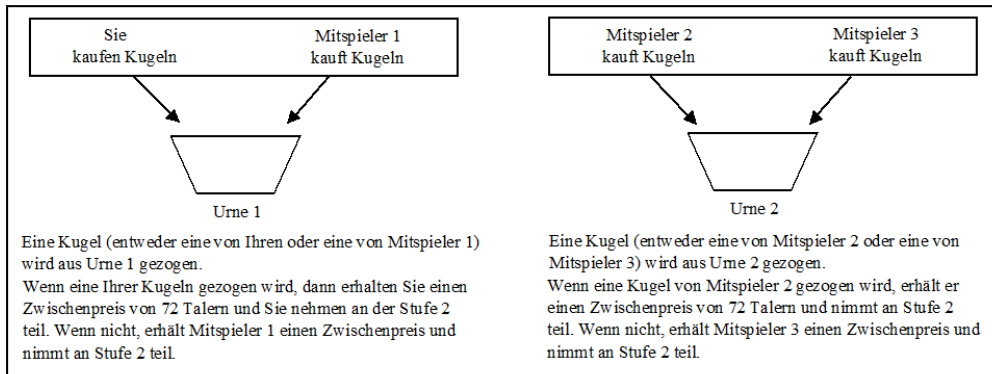 Sie
kaufen Kugeln
Mitspieler 1
kauft Kugeln
Urne 1
Eine Kugel (entweder eine von Ihren oder eine von Mitspieler 1)
wird aus Urne 1 gezogen.
Wenn eine Ihrer Kugeln gezogen wird, dann erhalten Sie einen
Zwischenpreis von 72 Talern und Sie nehmen an der Stufe 2
teil. Wenn nicht, erhält Mitspieler 1 einen Zwischenpreis und
nimmt an Stufe 2 teil.
Mitspieler 2
kauft Kugeln
Mitspieler 3
kauft Kugeln
Urne 2
Eine Kugel (entweder eine von Mitspieler 2 oder eine von
Mitspieler 3) wird aus Urne 2 gezogen.
Wenn eine Kugel von Mitspieler 2 gezogen wird, erhält er
einen Zwischenpreis von 72 Talern und nimmt an der Stufe
2 teil. Wenn nicht, erhält Mitspieler 3 einen Zwischenpreis und
nimmt an Stufe 2 teil.